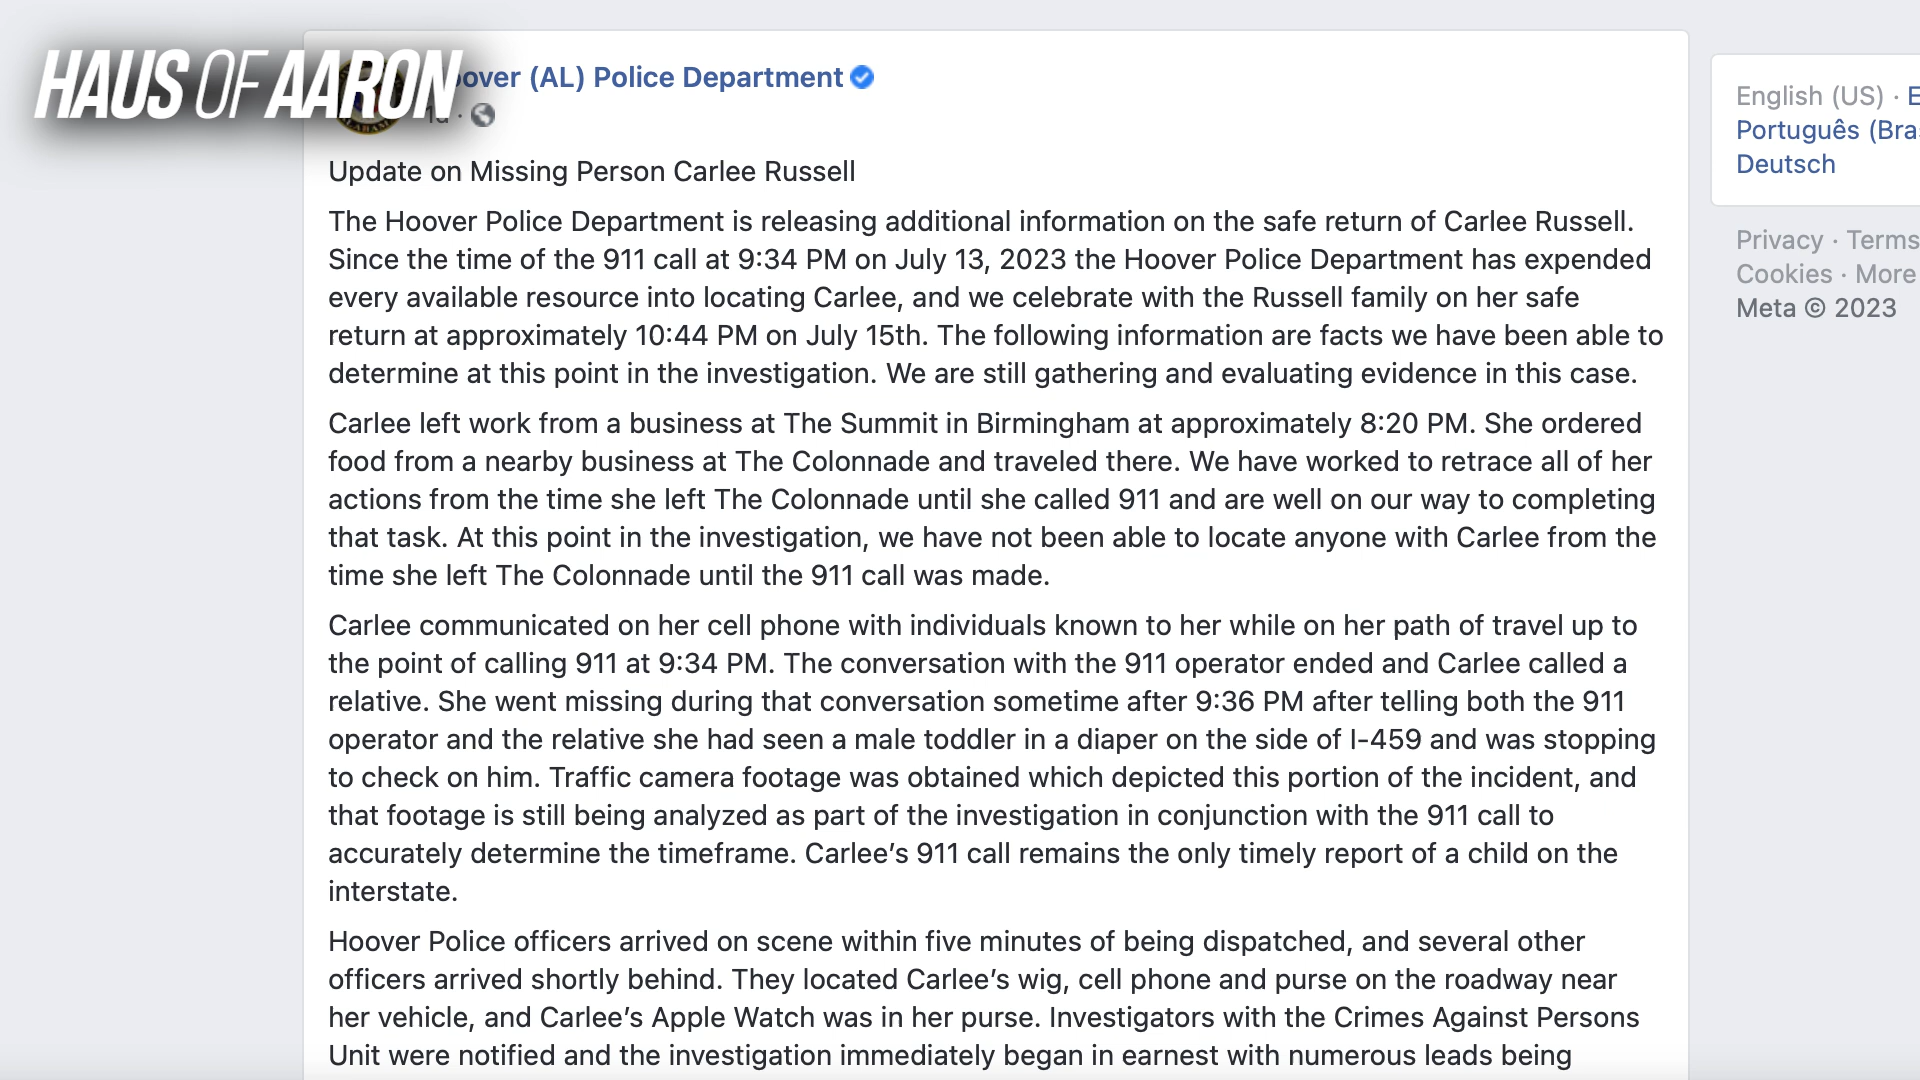 HAUS OF AARON
oover (AL) Police Department
1d ·
Update on Missing Person Carlee Russell
The Hoover Police Department is releasing additional information on the safe return of Carlee Russell.
Since the time of the 911 call at 9:34 PM on July 13, 2023 the Hoover Police Department has expended
every available resource into locating Carlee, and we celebrate with the Russell family on her safe
return at approximately 10:44 PM on July 15th. The following information are facts we have been able to
determine at this point in the investigation. We are still gathering and evaluating evidence in this case.
Carlee left work from a business at The Summit in Birmingham at approximately 8:20 PM. She ordered
food from a nearby business at The Colonnade and traveled there. We have worked to retrace all of her
actions from the time she left The Colonnade until she called 911 and are well on our way to completing
that task. At this point in the investigation, we have not been able to locate anyone with Carlee from the
time she left The Colonnade until the 911 call was made.
Carlee communicated on her cell phone with individuals known to her while on her path of travel up to
the point of calling 911 at 9:34 PM. The conversation with the 911 operator ended and Carlee called a
relative. She went missing during that conversation sometime after 9:36 PM after telling both the 911
operator and the relative she had seen a male toddler in a diaper on the side of I-459 and was stopping
to check on him. Traffic camera footage was obtained which depicted this portion of the incident, and
that footage is still being analyzed as part of the investigation in conjunction with the 911 call to
accurately determine the timeframe. Carlee’s 911 call remains the only timely report of a child on the
interstate.
Hoover Police officers arrived on scene within five minutes of being dispatched, and several other
officers arrived shortly behind. They located Carlee’s wig, cell phone and purse on the roadway near
her vehicle, and Carlee’s Apple Watch was in her purse. Investigators with the Crimes Against Persons
Unit were notified and the investigation immediately began in earnest with numerous leads being
English (US) · E
Português (Bra
Deutsch
Privacy · Terms
Cookies · More
Meta © 2023